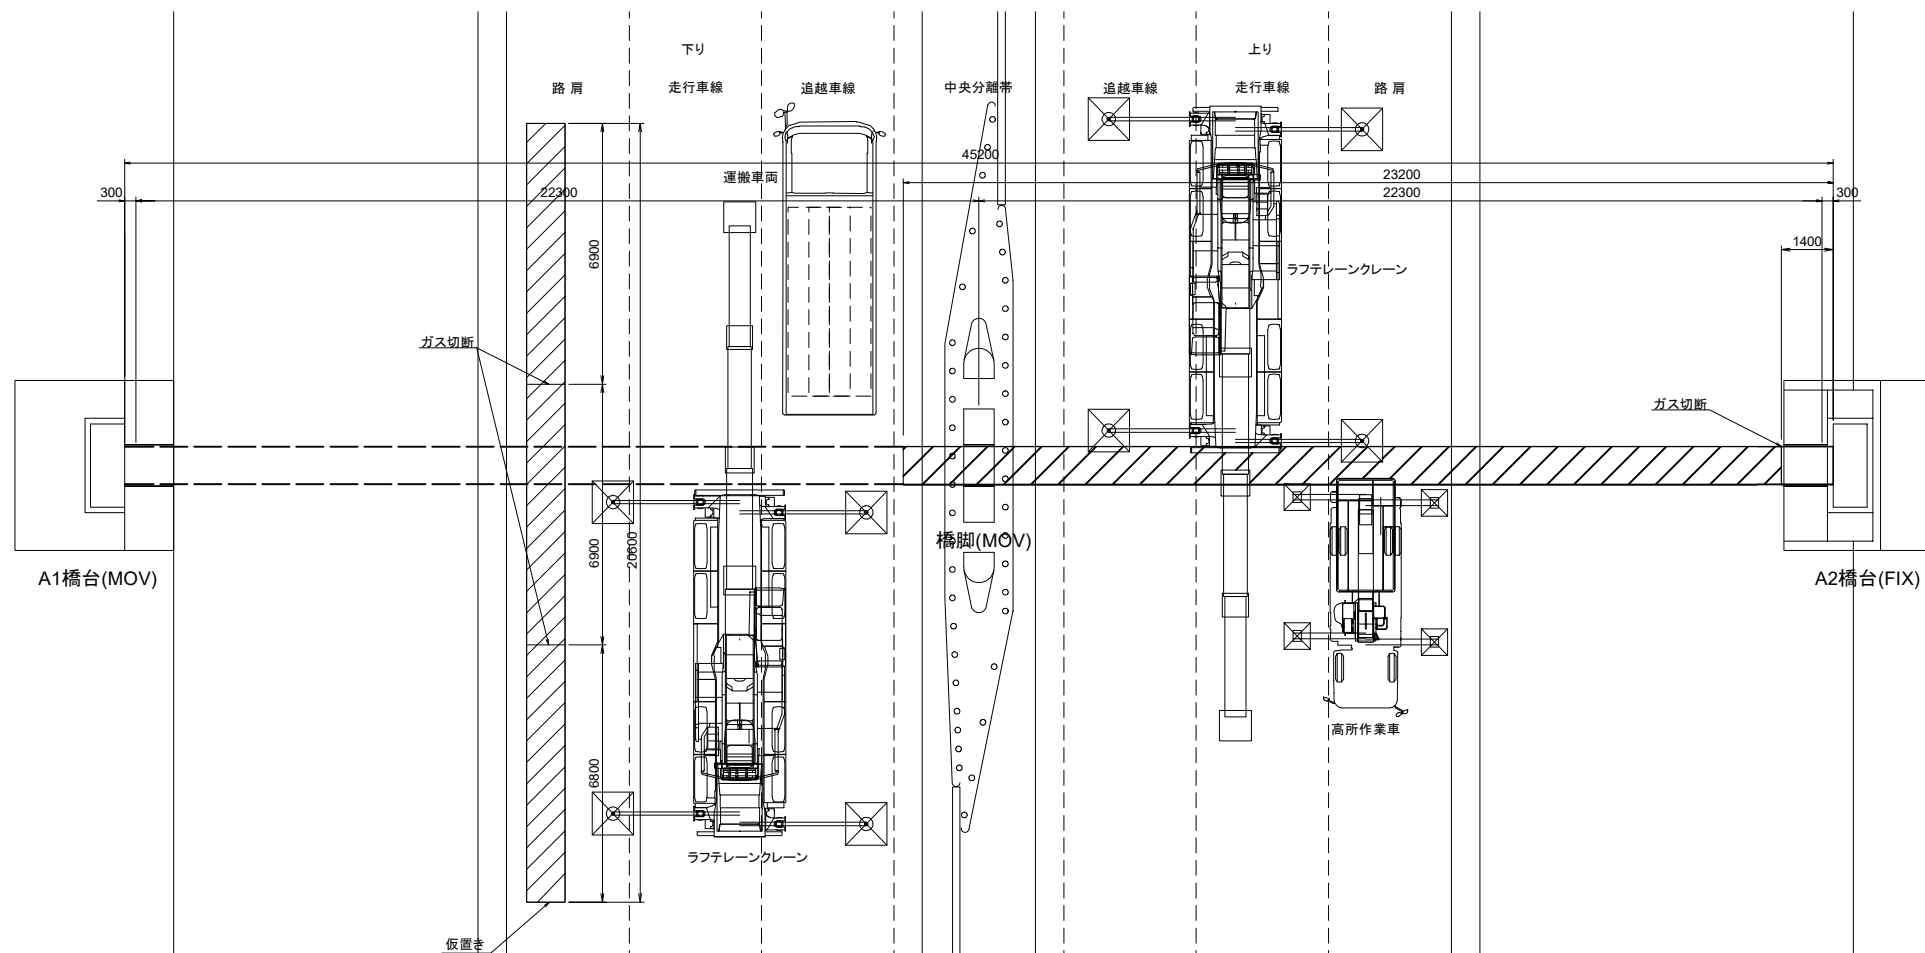 下り
上り
路 肩
走行車線
追越車線
中央分離帯
追越車線
走行車線
路 肩
45200
運搬車両
23200
300
22300
22300
300
6900
1400
ラフテレーンクレーン
ガス切断
ガス切断
橋脚(MOV)
6900
20600
A1橋台(MOV)
A2橋台(FIX)
高所作業車
6800
ラフテレーンクレーン
仮置き